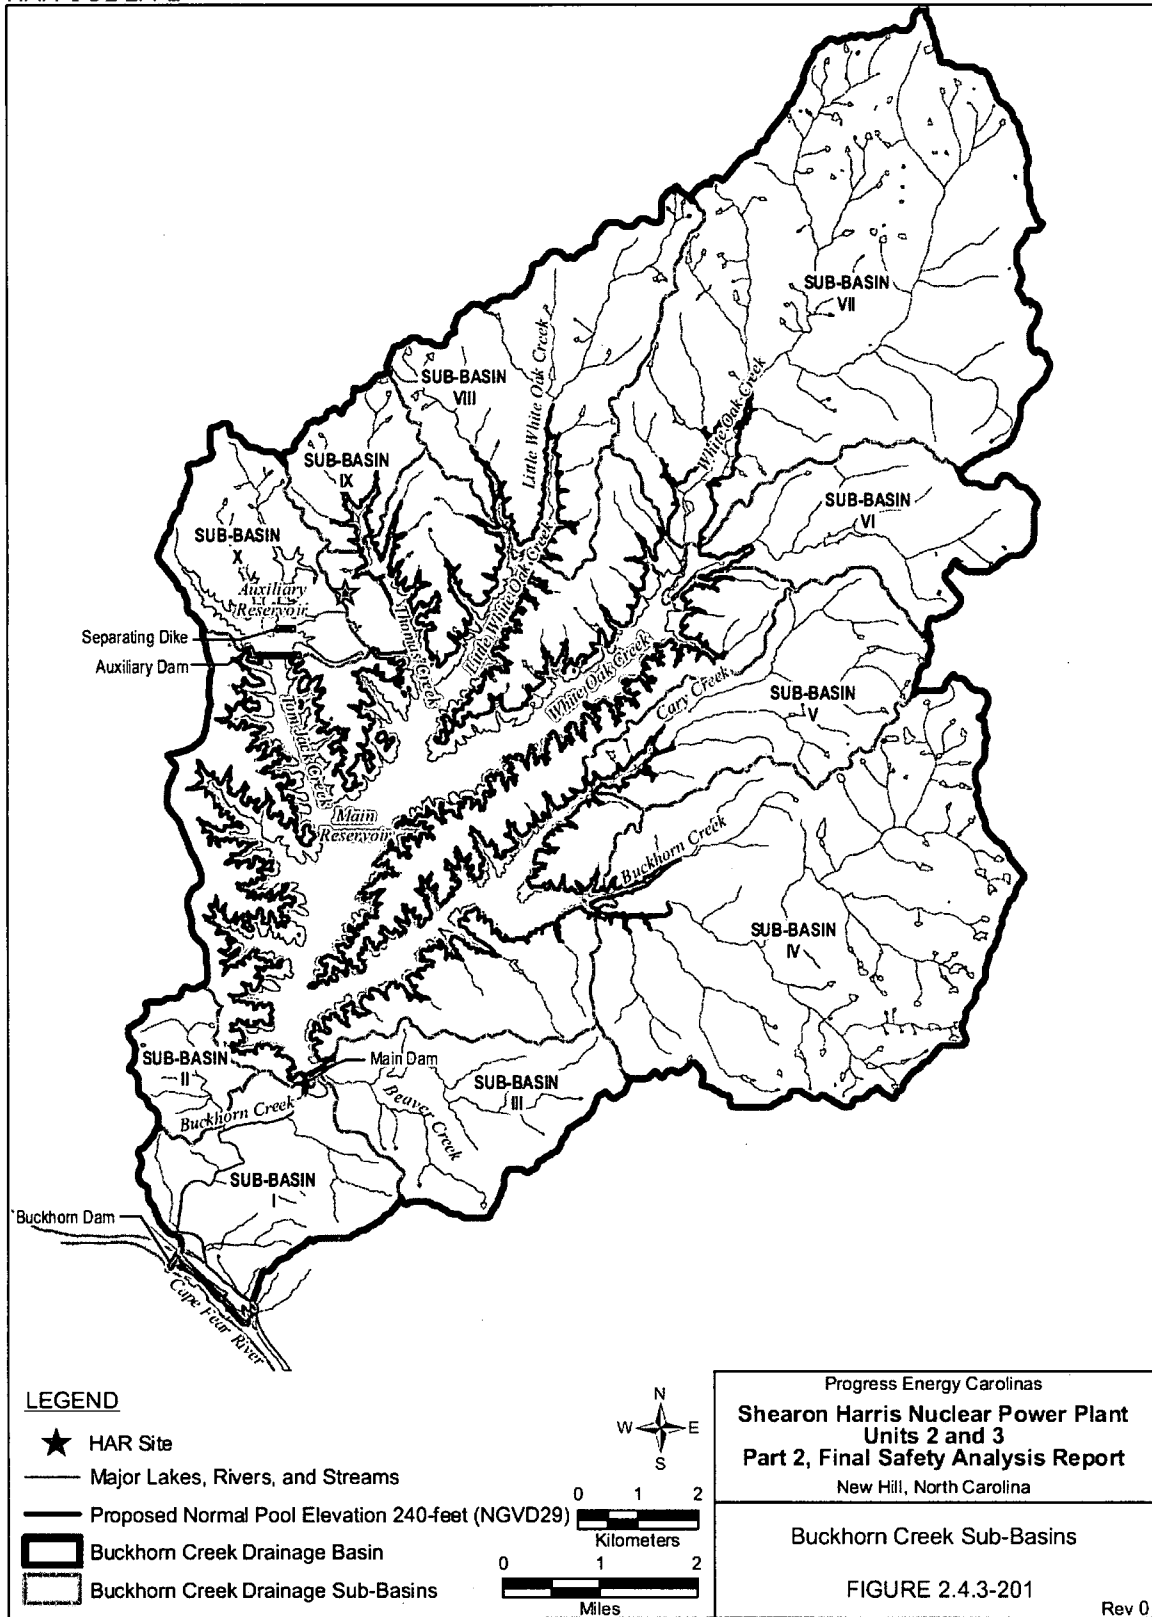 SUB-BASIN
VII
Little White Oak Creek
SUB-BASIN
VIII
White Oak Creek
SUB-BASIN
IX
SUB-BASIN
VI
SUB-BASIN
X
Auxiliary
Reservoir
Little White Oak Creek
Thomas Creek
Separating Dike
Auxiliary Dam
White Oak Creek
Cary Creek
SUB-BASIN
V
Tom Jack Creek
Main
Reservoir
Buckhorn Creek
SUB-BASIN
IV
SUB-BASIN
II
Main Dam
SUB-BASIN
III
Buckhorn Creek
Beaver Creek
SUB-BASIN
I
Buckhorn Dam
Cape Fear River
LEGEND
HAR Site
Major Lakes, Rivers, and Streams
Proposed Normal Pool Elevation 240-feet (NGVD29)
Buckhorn Creek Drainage Basin
Buckhorn Creek Drainage Sub-Basins
N
W E
S
0 1 2
Kilometers
0 1 2
Miles
Progress Energy Carolinas
Shearon Harris Nuclear Power Plant
Units 2 and 3
Part 2, Final Safety Analysis Report
New Hill, North Carolina
Buckhorn Creek Sub-Basins
FIGURE 2.4.3-201
Rev 0